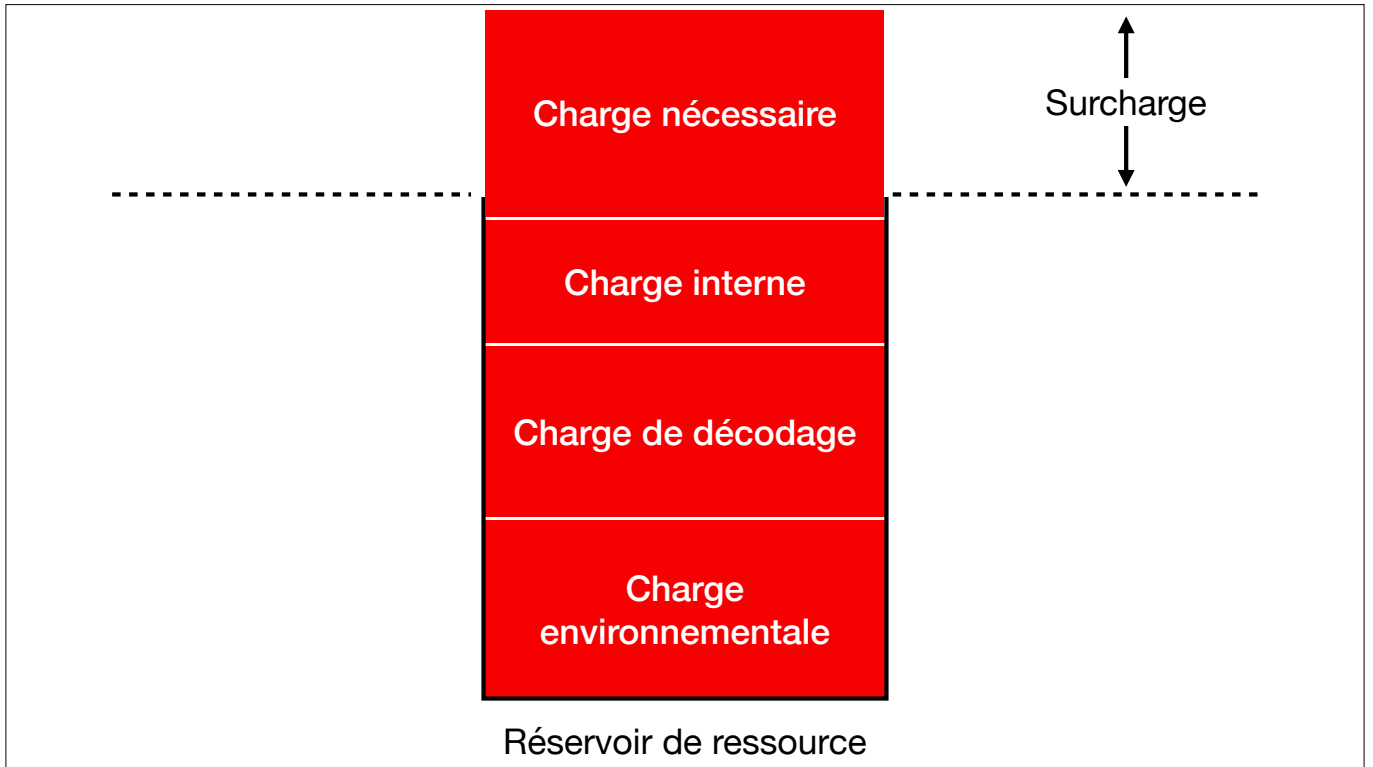 Charge nécessaire
Surcharge
Charge interne
Charge de décodage
Charge
environnementale
Réservoir de ressource